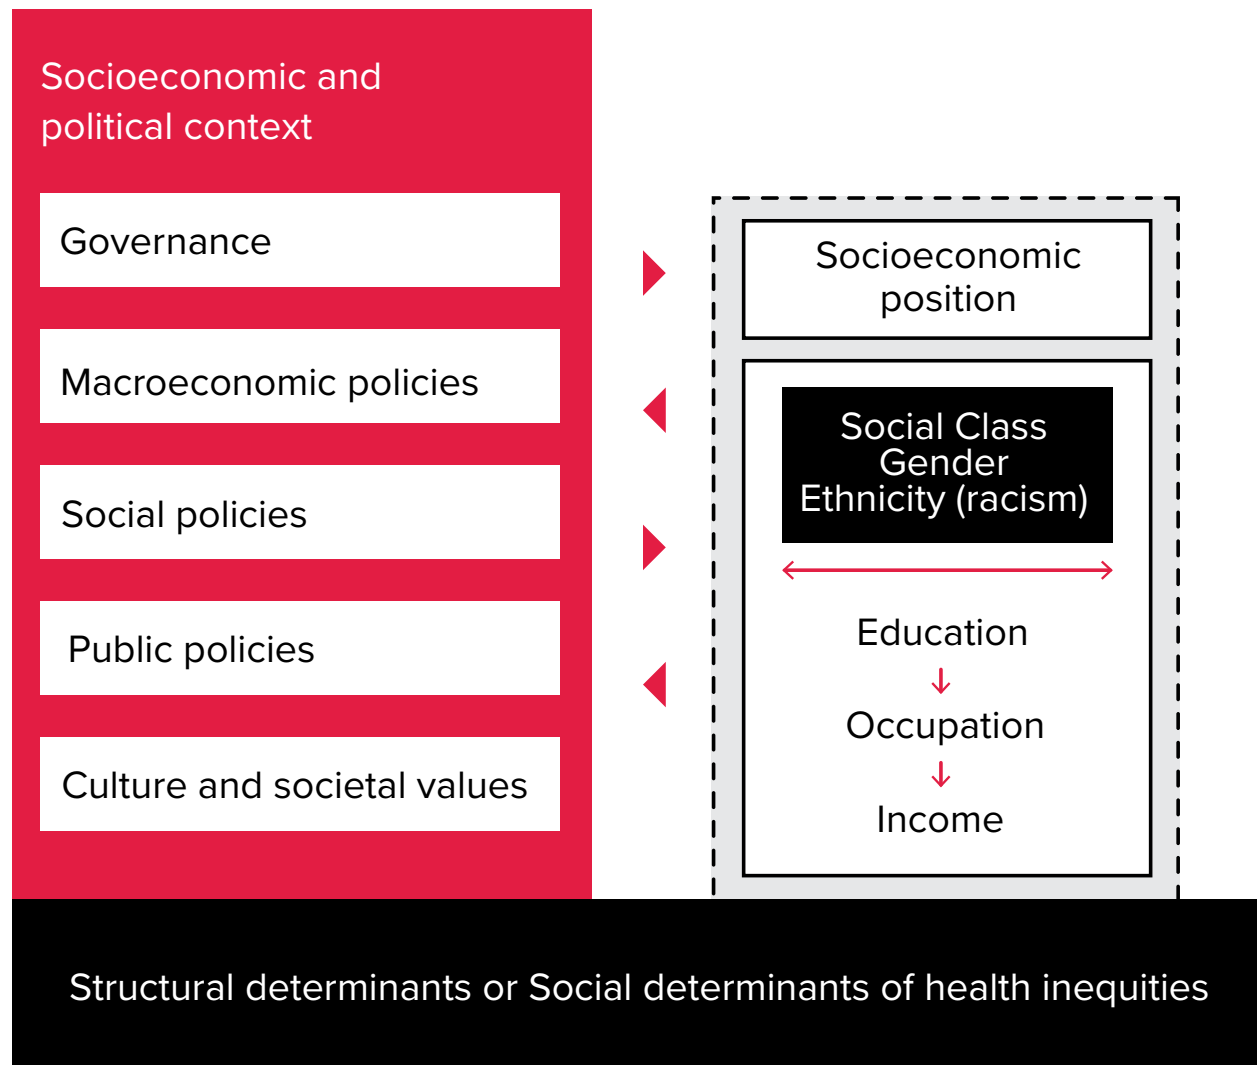 Socioeconomic and
political context
Governance
Macroeconomic policies
Social policies
Public policies
Culture and societal values
Socioeconomic
position
Social Class
Gender
Ethnicity (racism)
Education
Occupation
Income
Structural determinants or Social determinants of health inequities